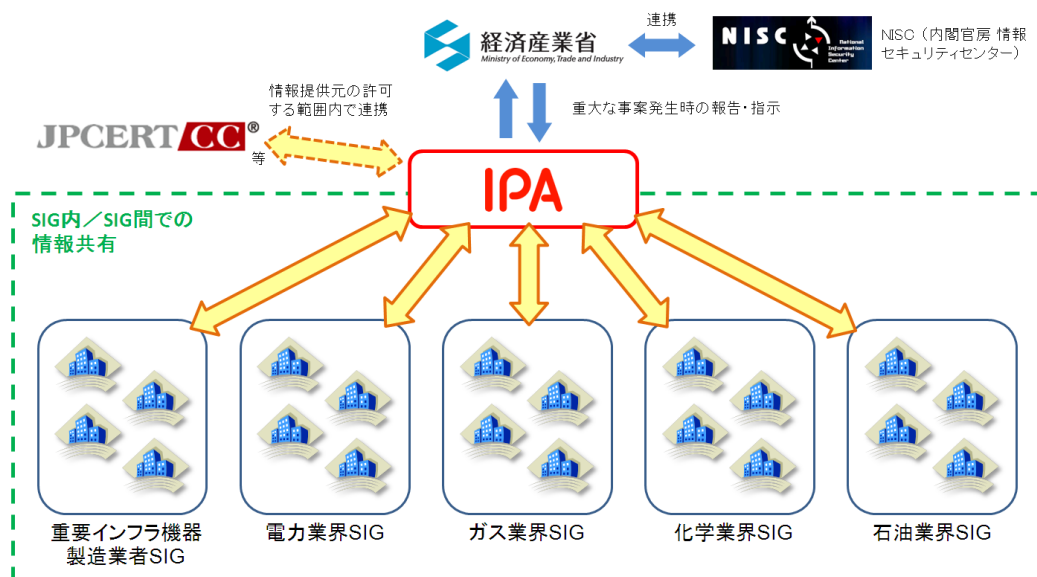 経済産業省
Ministry of Economy, Trade and Industry
連携
NISC
National
Information
Security
Center
NISC（内閣官房 情報
セキュリティセンター）
情報提供元の許可
する範囲内で連携
重大な事案発生時の報告・指示
JPCERT CC®
等
IPA
SIG内／SIG間での
情報共有
重要インフラ機器
製造業者SIG
電力業界SIG
ガス業界SIG
化学業界SIG
石油業界SIG